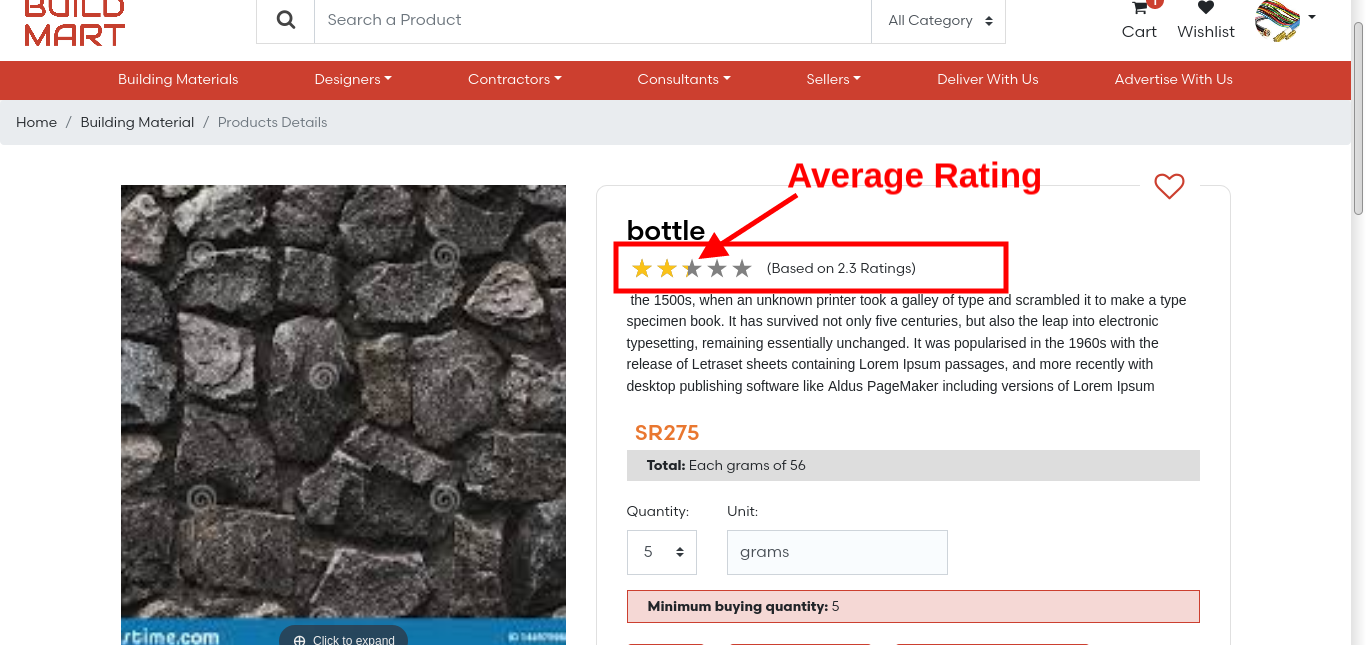 BUILD
MART
Search a Product
All Category
1
Cart
Wishlist
Building Materials
Designers
Contractors
Consultants
Sellers
Deliver With Us
Advertise With Us
Home / Building Material / Products Details
Average Rating
bottle
(Based on 2.3 Ratings)
the 1500s, when an unknown printer took a galley of type and scrambled it to make a type
specimen book. It has survived not only five centuries, but also the leap into electronic
typesetting, remaining essentially unchanged. It was popularised in the 1960s with the
release of Letraset sheets containing Lorem Ipsum passages, and more recently with
desktop publishing software like Aldus PageMaker including versions of Lorem Ipsum
SR275
Total: Each grams of 56
Quantity:
Unit:
5
grams
Minimum buying quantity: 5
rstime.com
Click to expand